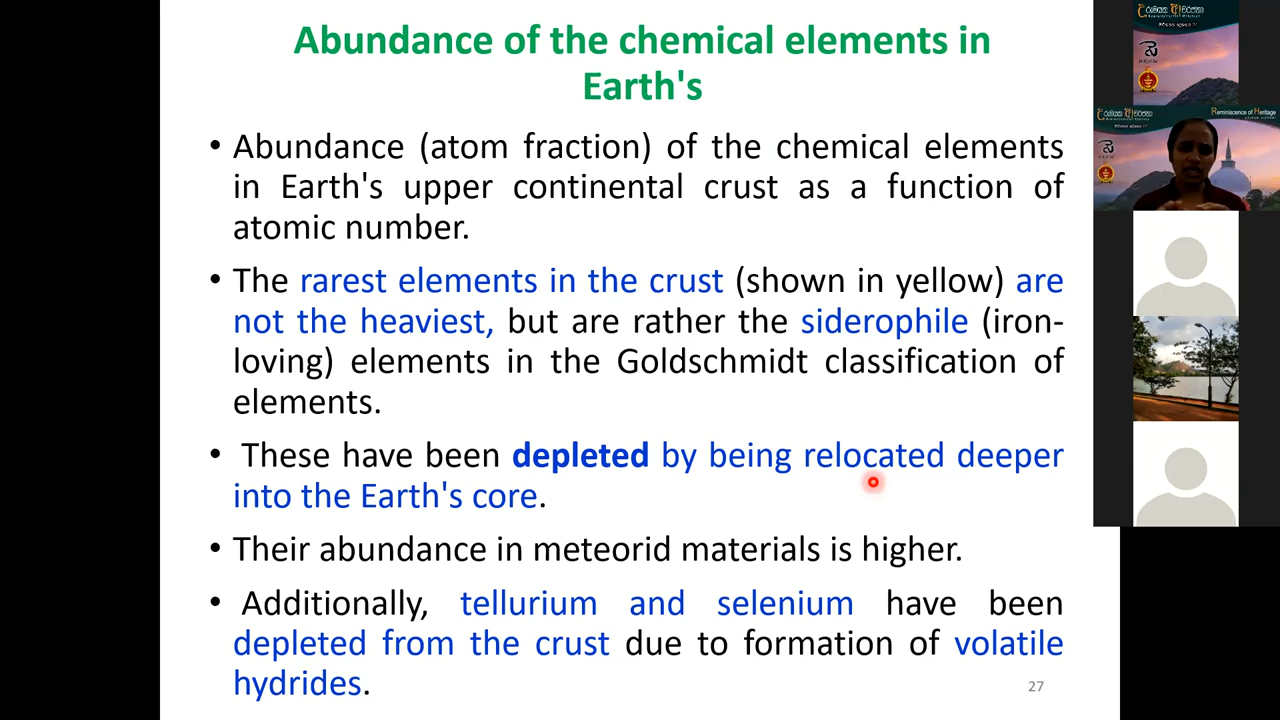 Abundance of the chemical elements in
Earth's
• Abundance (atom fraction) of the chemical elements
in Earth's upper continental crust as a function of
atomic number.
• The rarest elements in the crust (shown in yellow) are
not the heaviest, but are rather the siderophile (iron-
loving) elements in the Goldschmidt classification of
elements.
• These have been depleted by being relocated deeper
into the Earth's core.
• Their abundance in meteorid materials is higher.
• Additionally, tellurium and selenium have been
depleted from the crust due to formation of volatile
hydrides.
27
Reminiscence of Heritage